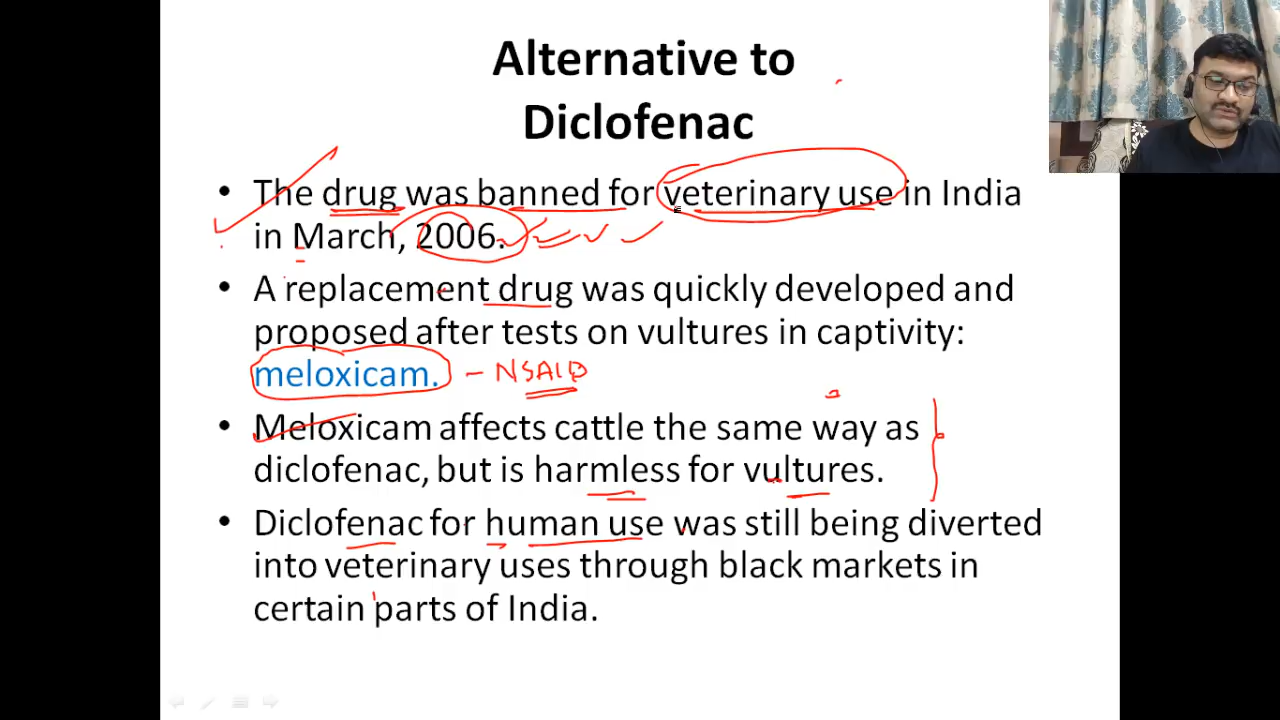 Alternative to
Diclofenac
• The drug was banned for veterinary use in India
in March, 2006.
• A replacement drug was quickly developed and
proposed after tests on vultures in captivity:
meloxicam. - NSAID
• Meloxicam affects cattle the same way as
diclofenac, but is harmless for vultures.
• Diclofenac for human use was still being diverted
into veterinary uses through black markets in
certain parts of India.